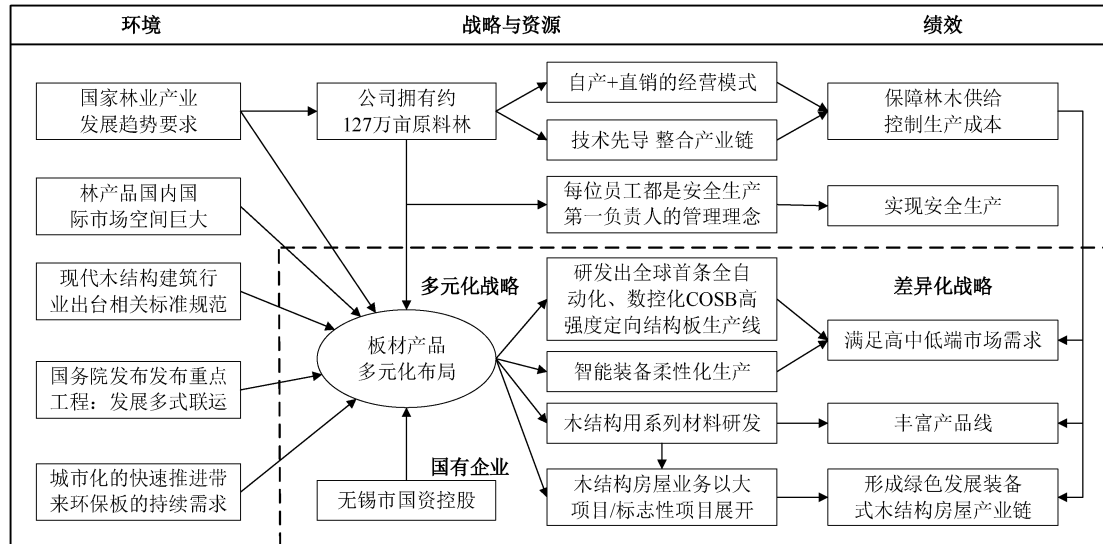 环境
战略与资源
绩效
国家林业产业
发展趋势要求
林产品国内国
际市场空间巨大
现代木结构建筑行
业出台相关标准规范
国务院发布发布重点
工程：发展多式联运
城市化的快速推进带
来环保板的持续需求
公司拥有约
127万亩原料林
多元化战略
板材产品
多元化布局
国有企业
无锡市国资控股
自产+直销的经营模式
技术先导 整合产业链
每位员工都是安全生产
第一负责人的管理理念
研发出全球首条全自
动化、数控化COSB高
强度定向结构板生产线
智能装备柔性化生产
木结构用系列材料研发
木结构房屋业务以大
项目/标志性项目展开
保障林木供给
控制生产成本
实现安全生产
差异化战略
满足高中低端市场需求
丰富产品线
形成绿色发展装备
式木结构房屋产业链